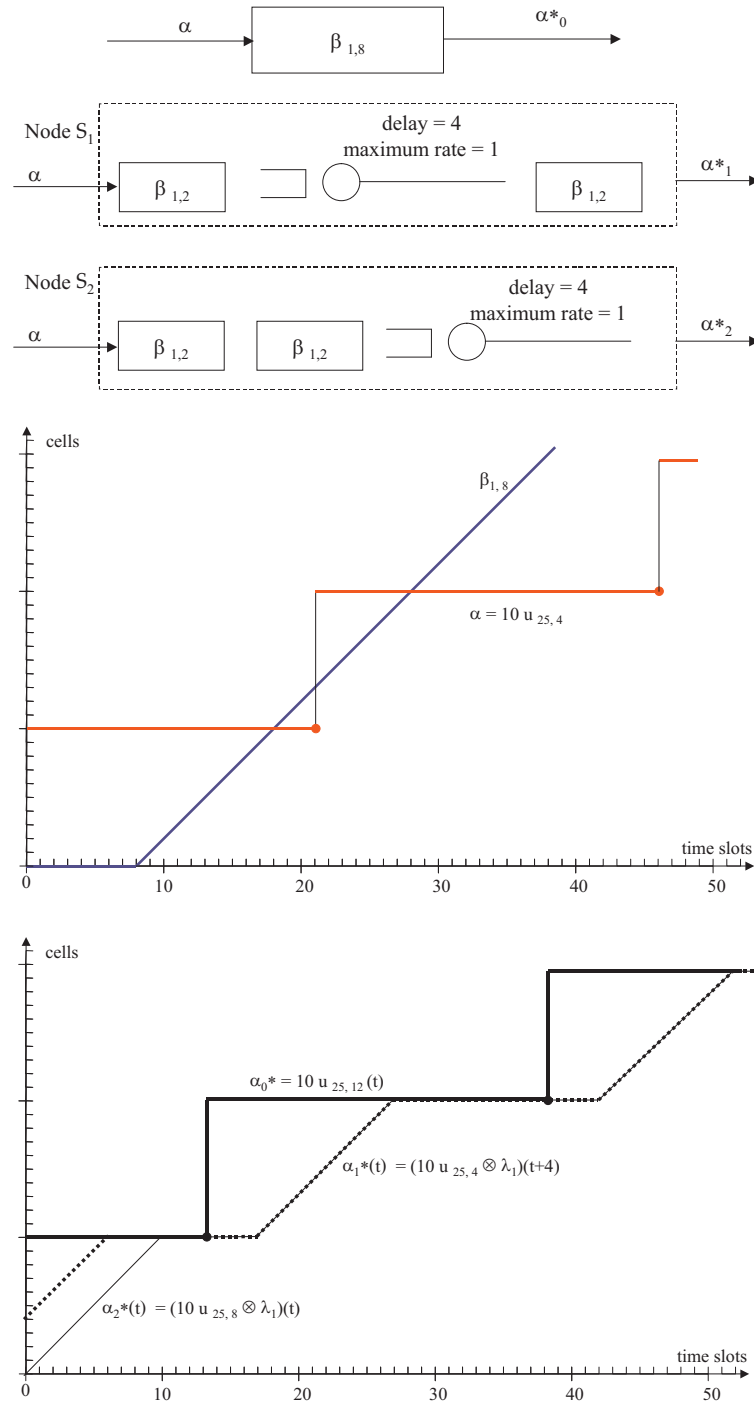 α
β 1,8
α*0
Node S1
delay = 4
maximum rate = 1
α
β 1,2
β 1,2
α*1
Node S2
delay = 4
maximum rate = 1
α
β 1,2
β 1,2
α*2
cells
β1, 8
α = 10 u 25, 4
time slots
0 10 20 30 40 50
cells
α0* = 10 u 25, 12 (t)
α1*(t) = (10 u 25, 4 ⊗ λ1)(t+4)
α2*(t) = (10 u 25, 8 ⊗ λ1)(t)
time slots
0 10 20 30 40 50